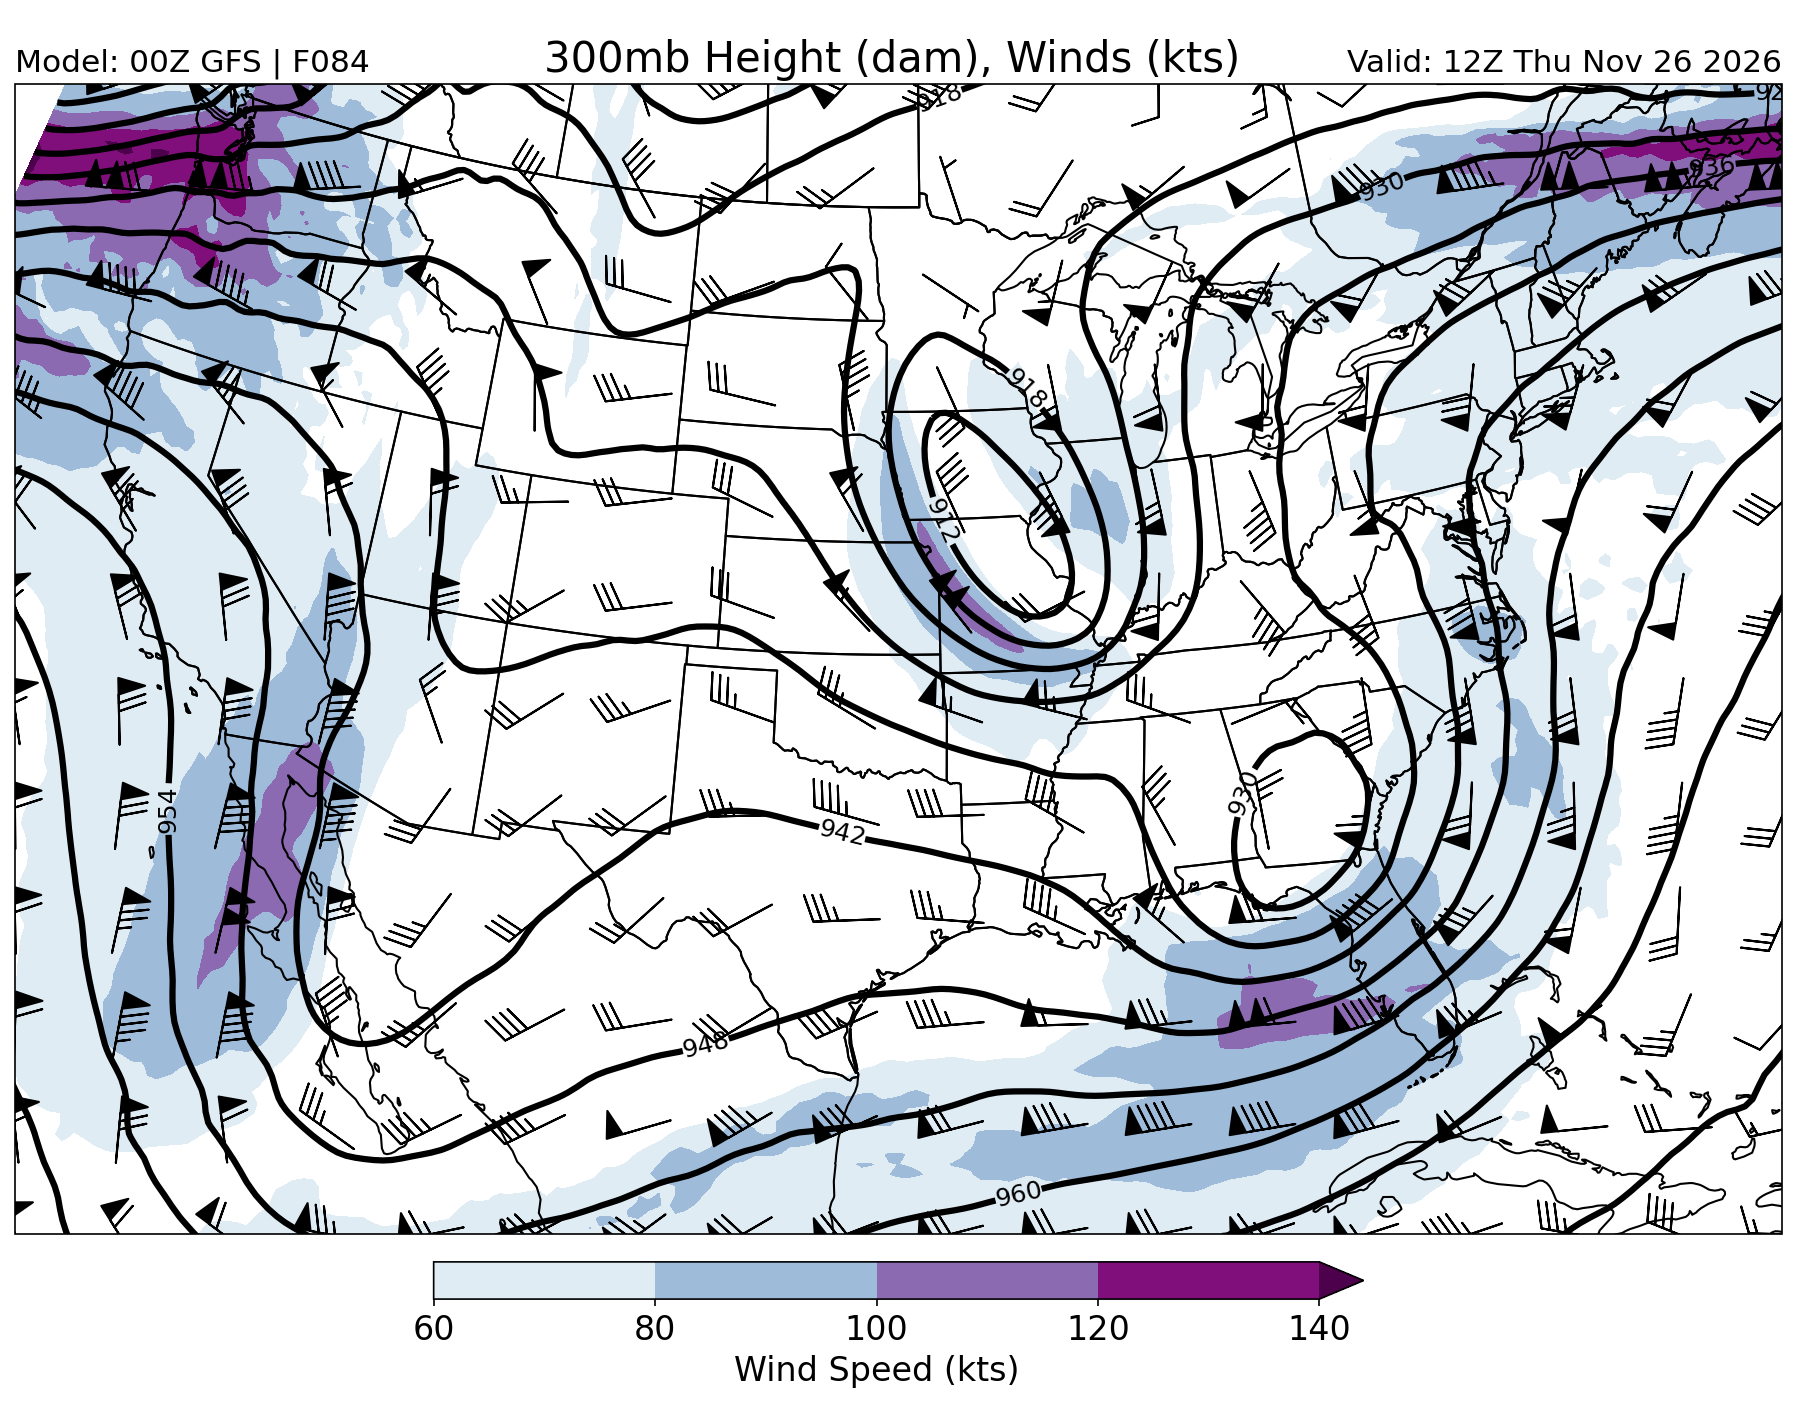 Model: 00Z GFS | F084
300mb Height (dam), Winds (kts)
Valid: 12Z Thu Nov 26 2026
918
936
930
918
912
930
954
942
948
960
60 80 100 120 140
Wind Speed (kts)